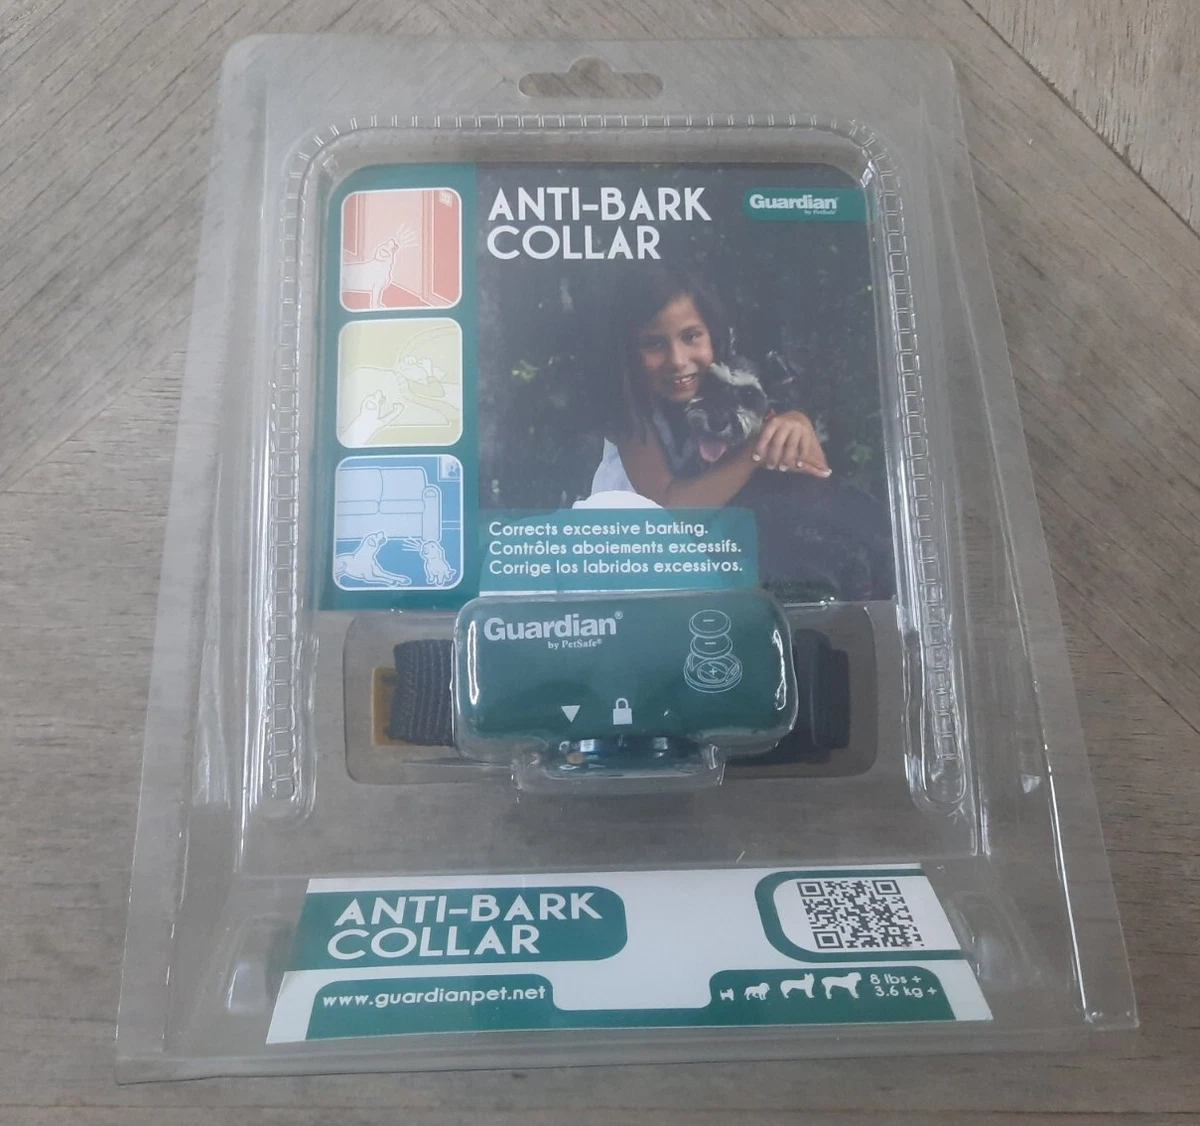 ANTI-BARK
COLLAR
Guardian®
by PetSafe®
Corrects excessive barking.
Contrôles aboiements excessifs.
Corrige los labridos excessivos.
Guardian®
by PetSafe®
ANTI-BARK
COLLAR
www.guardianpet.net
8 lbs +
3.6 kg +